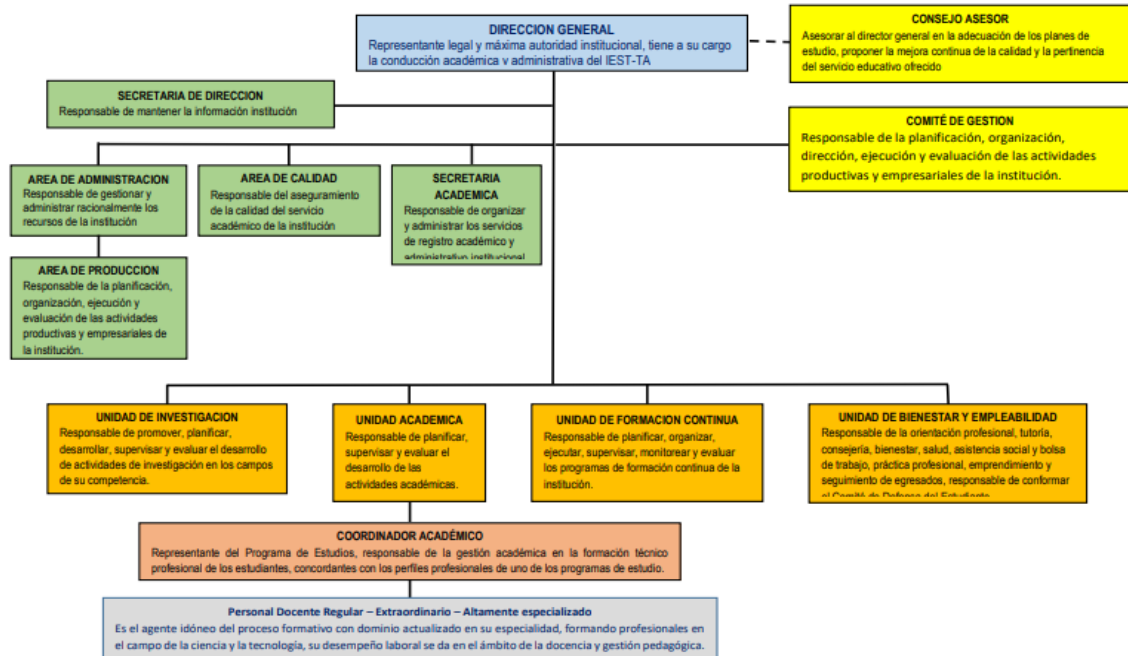 DIRECCION GENERAL
Representante legal y máxima autoridad institucional, tiene a su cargo
la conducción académica y administrativa del IEST-TA
CONSEJO ASESOR
Asesorar al director general en la adecuación de los planes de
estudio, proponer la mejora continua de la calidad y la pertinencia
del servicio educativo ofrecido
SECRETARIA DE DIRECCION
Responsable de mantener la información institución
COMITÉ DE GESTION
Responsable de la planificación, organización,
dirección, ejecución y evaluación de las actividades
productivas y empresariales de la institución.
AREA DE ADMINISTRACION
Responsable de gestionar y
administrar racionalmente los
recursos de la institución
AREA DE CALIDAD
Responsable del aseguramiento
de la calidad del servicio
académico de la institución
SECRETARIA
ACADEMICA
Responsable de organizar
y administrar los servicios
de registro académico y
administrativo institucional
AREA DE PRODUCCION
Responsable de la planificación,
organización, ejecución y
evaluación de las actividades
productivas y empresariales de
la institución.
UNIDAD DE INVESTIGACION
Responsable de promover, planificar,
desarrollar, supervisar y evaluar el desarrollo
de actividades de investigación en los campos
de su competencia.
UNIDAD ACADEMICA
Responsable de planificar,
supervisar y evaluar el
desarrollo de las
actividades académicas.
UNIDAD DE FORMACION CONTINUA
Responsable de planificar, organizar,
ejecutar, supervisar, monitorear y evaluar
los programas de formación continua de la
institución.
UNIDAD DE BIENESTAR Y EMPLEABILIDAD
Responsable de la orientación profesional, tutoría,
consejería, bienestar, salud, asistencia social y bolsa
de trabajo, práctica profesional, emprendimiento y
seguimiento de egresados, responsable de conformar
el Comité de Defensa del Estudiante
COORDINADOR ACADÉMICO
Representante del Programa de Estudios, responsable de la gestión académica en la formación técnico
profesional de los estudiantes, concordantes con los perfiles profesionales de uno de los programas de estudio.
Personal Docente Regular – Extraordinario – Altamente especializado
Es el agente idóneo del proceso formativo con dominio actualizado en su especialidad, formando profesionales en
el campo de la ciencia y la tecnología, su desempeño laboral se da en el ámbito de la docencia y gestión pedagógica.